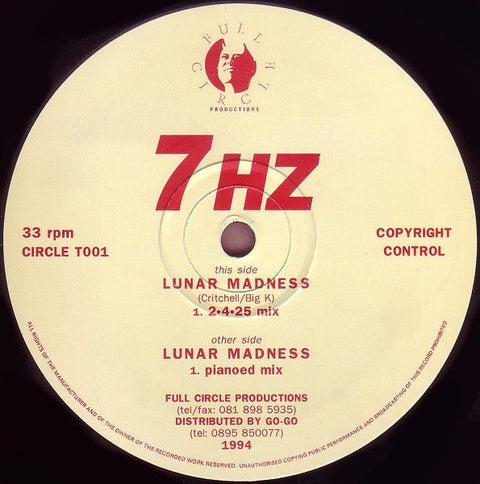 FULL CIRCLE
PRODUCTIONS
7 HZ
33 rpm
CIRCLE T001
COPYRIGHT
CONTROL
this side
LUNAR MADNESS
(Critchell/Big K)
1. 2•4•25 mix
other side
LUNAR MADNESS
1. pianoed mix
FULL CIRCLE PRODUCTIONS
(tel/fax: 081 898 5935)
DISTRIBUTED BY GO-GO
(tel: 0895 850077)
1994
ALL RIGHTS OF THE MANUFACTURER AND OF THE OWNER OF THE RECORDED WORK RESERVED. UNAUTHORISED COPYING PUBLIC PERFORMANCE AND BROADCASTING OF THIS RECORD PROHIBITED